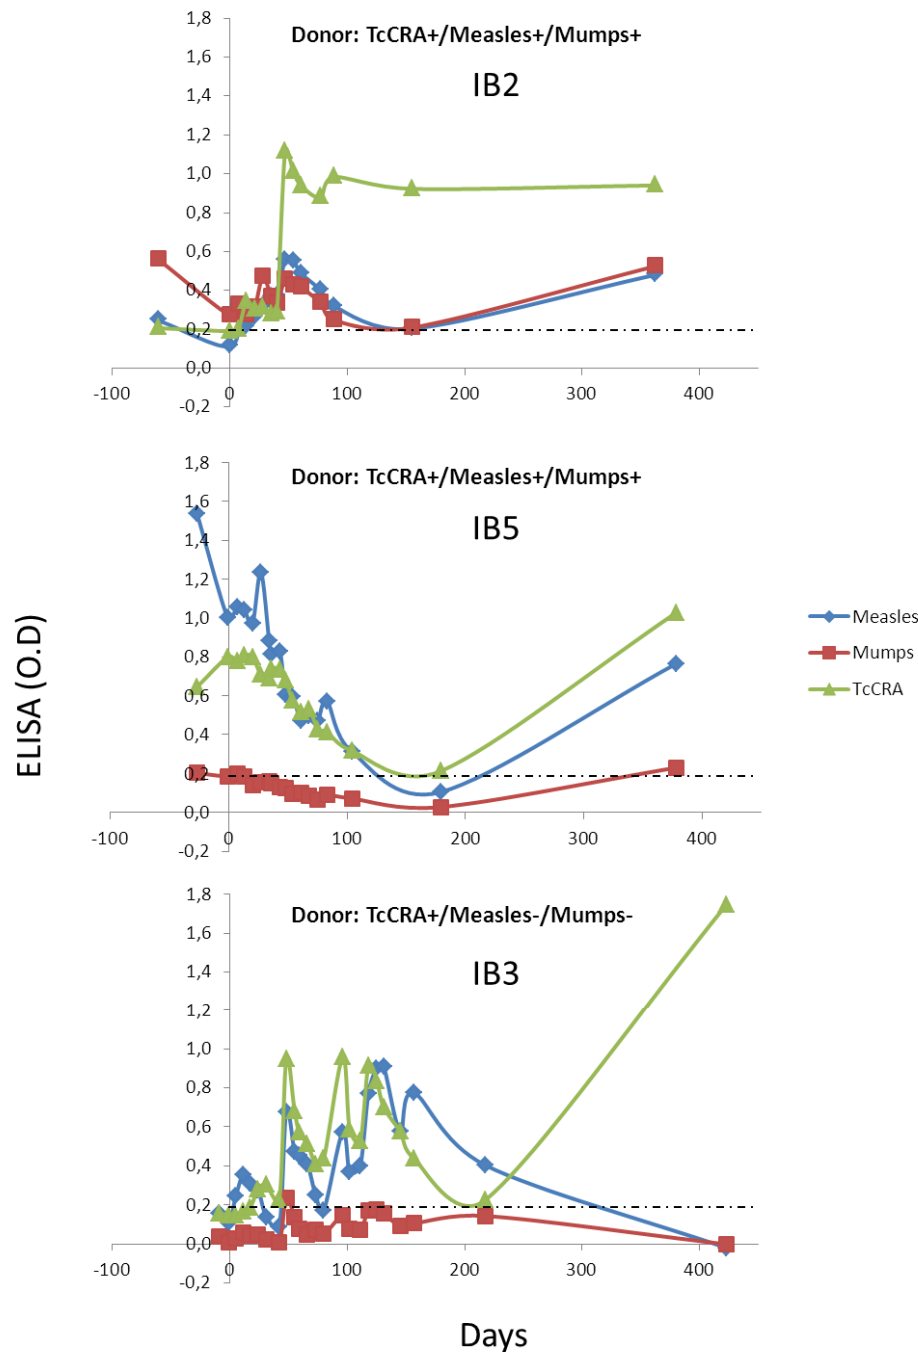 1,8
Donor: TcCRA+/Measles+/Mumps+
1,6
IB2
1,4
1,2
1,0
0,8
0,6
0,4
0,2
0,0
-100 0 100 200 300 400
-0,2
1,8
Donor: TcCRA+/Measles+/Mumps+
1,6
IB5
1,4
1,2
1,0
0,8
0,6
0,4
0,2
0,0
-100 0 100 200 300 400
-0,2
ELISA (O.D)
Measles
Mumps
TcCRA
1,8
Donor: TcCRA+/Measles-/Mumps-
1,6
IB3
1,4
1,2
1,0
0,8
0,6
0,4
0,2
0,0
-100 0 100 200 300 400
-0,2
Days